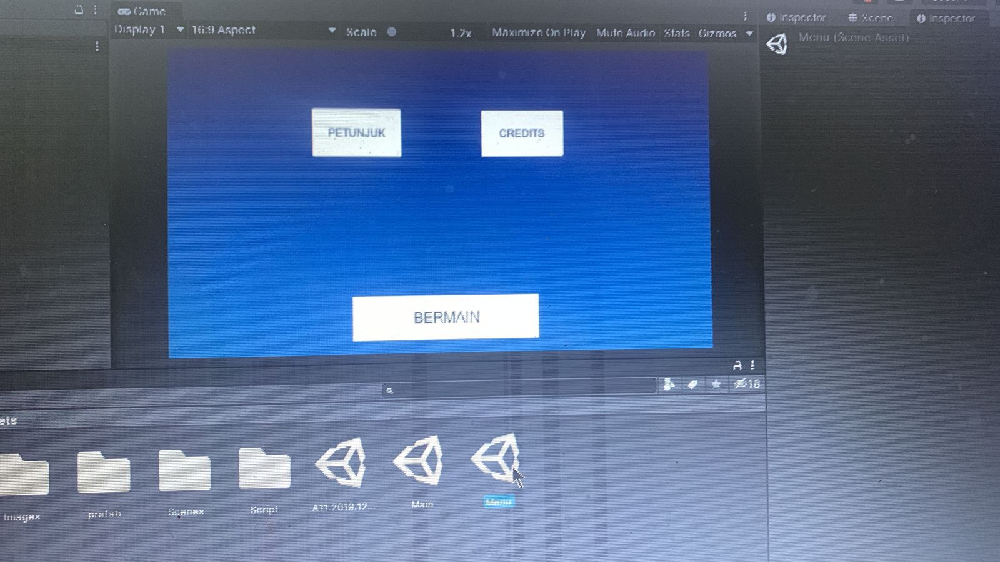 Game
Inspector
Scene
Inspector
Display 1
16:9 Aspect
Scale
1.2x
Maximize On Play
Mute Audio
Stats
Gizmos
Menu (Scene Asset)
PETUNJUK
CREDITS
BERMAIN
18
ets
Images
prefab
Scenes
Script
A11.2019.12...
Main
Menu